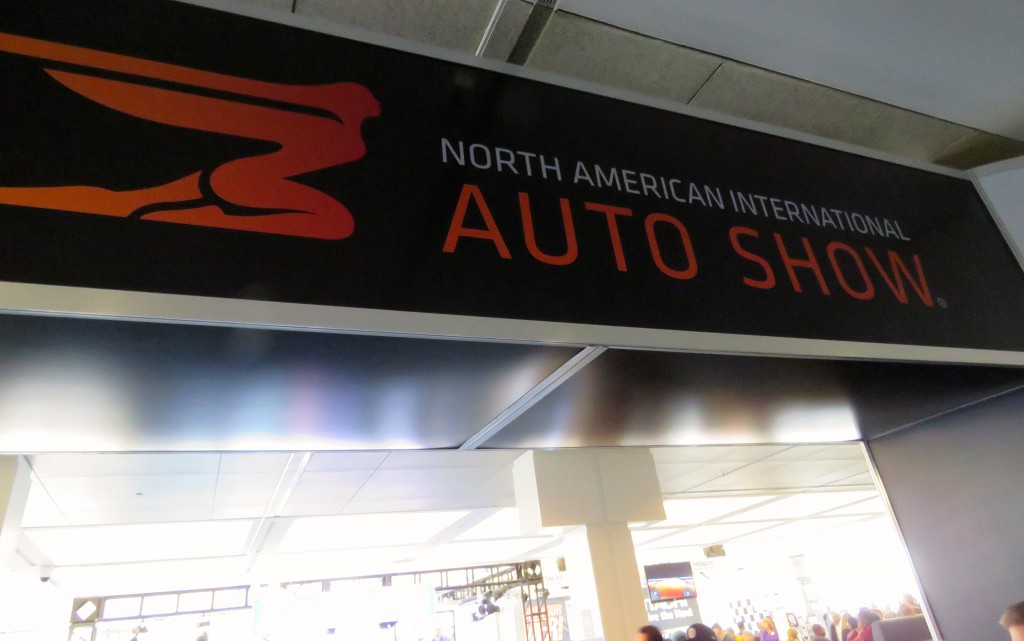 NORTH AMERICAN INTERNATIONAL
AUTO SHOW®